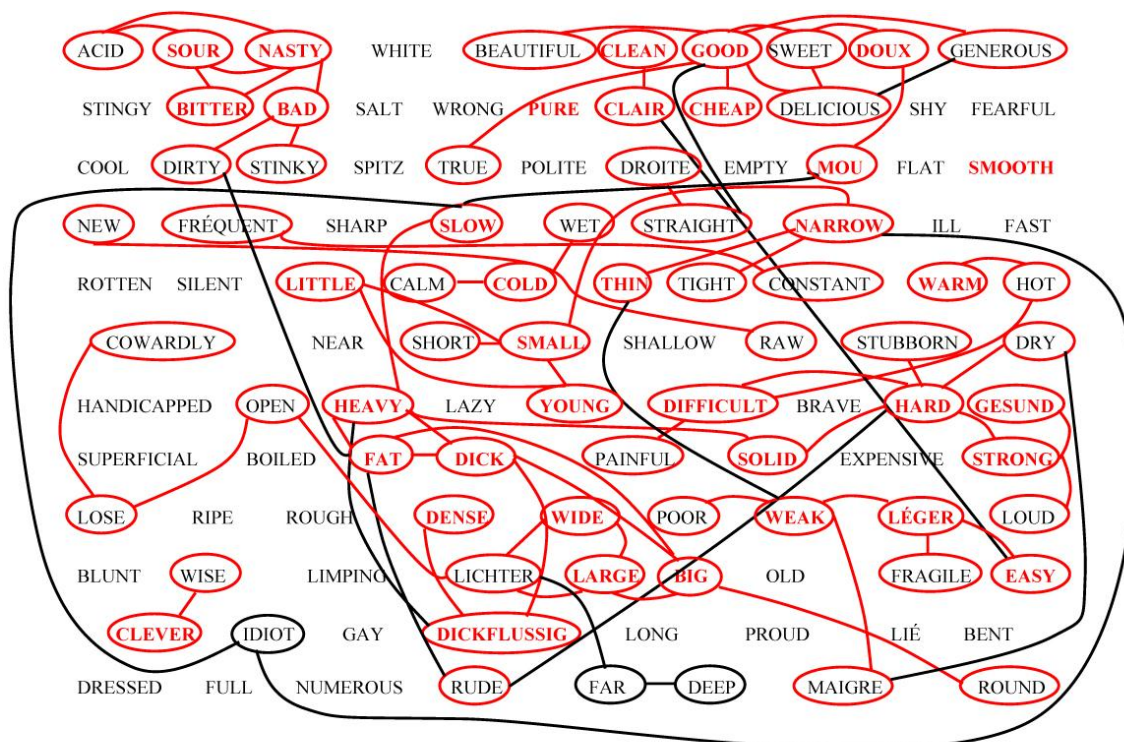 ACID SOUR NASTY WHITE BEAUTIFUL CLEAN GOOD SWEET DOUX GENEROUS
STINGY BITTER BAD SALT WRONG PURE CLAIR CHEAP DELICIOUS SHY FEARFUL
COOL DIRTY STINKY SPITZ TRUE POLITE DROITE EMPTY MOU FLAT SMOOTH
NEW FRÉQUENT SHARP SLOW WET STRAIGHT NARROW ILL FAST
ROTTEN SILENT LITTLE CALM COLD THIN TIGHT CONSTANT WARM HOT
COWARDLY NEAR SHORT SMALL SHALLOW RAW STUBBORN DRY
HANDICAPPED OPEN HEAVY LAZY YOUNG DIFFICULT BRAVE HARD GESUND
SUPERFICIAL BOILED FAT DICK PAINFUL SOLID EXPENSIVE STRONG
LOSE RIPE ROUGH DENSE WIDE POOR WEAK LÉGER LOUD
BLUNT WISE LIMPING LICHTER LARGE BIG OLD FRAGILE EASY
CLEVER IDIOT GAY DICKFLUSSIG LONG PROUD LIÉ BENT
DRESSED FULL NUMEROUS RUDE FAR DEEP MAIGRE ROUND